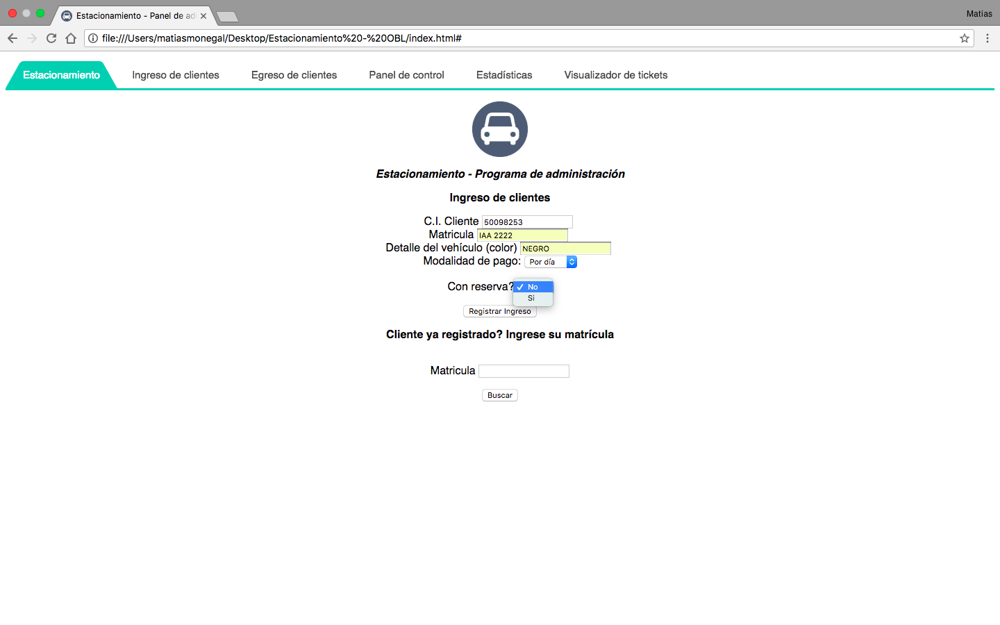 Estacionamiento - Panel de ad
Matías
file:///Users/matiasmonegal/Desktop/Estacionamiento%20-%20OBL/index.html#
Estacionamiento Ingreso de clientes Egreso de clientes Panel de control Estadísticas Visualizador de tickets
Estacionamiento - Programa de administración
Ingreso de clientes
C.I. Cliente 50098253
Matricula IAA 2222
Detalle del vehículo (color) NEGRO
Modalidad de pago: Por día
Con reserva? No
Si
Registrar Ingreso
Cliente ya registrado? Ingrese su matrícula
Matricula
Buscar